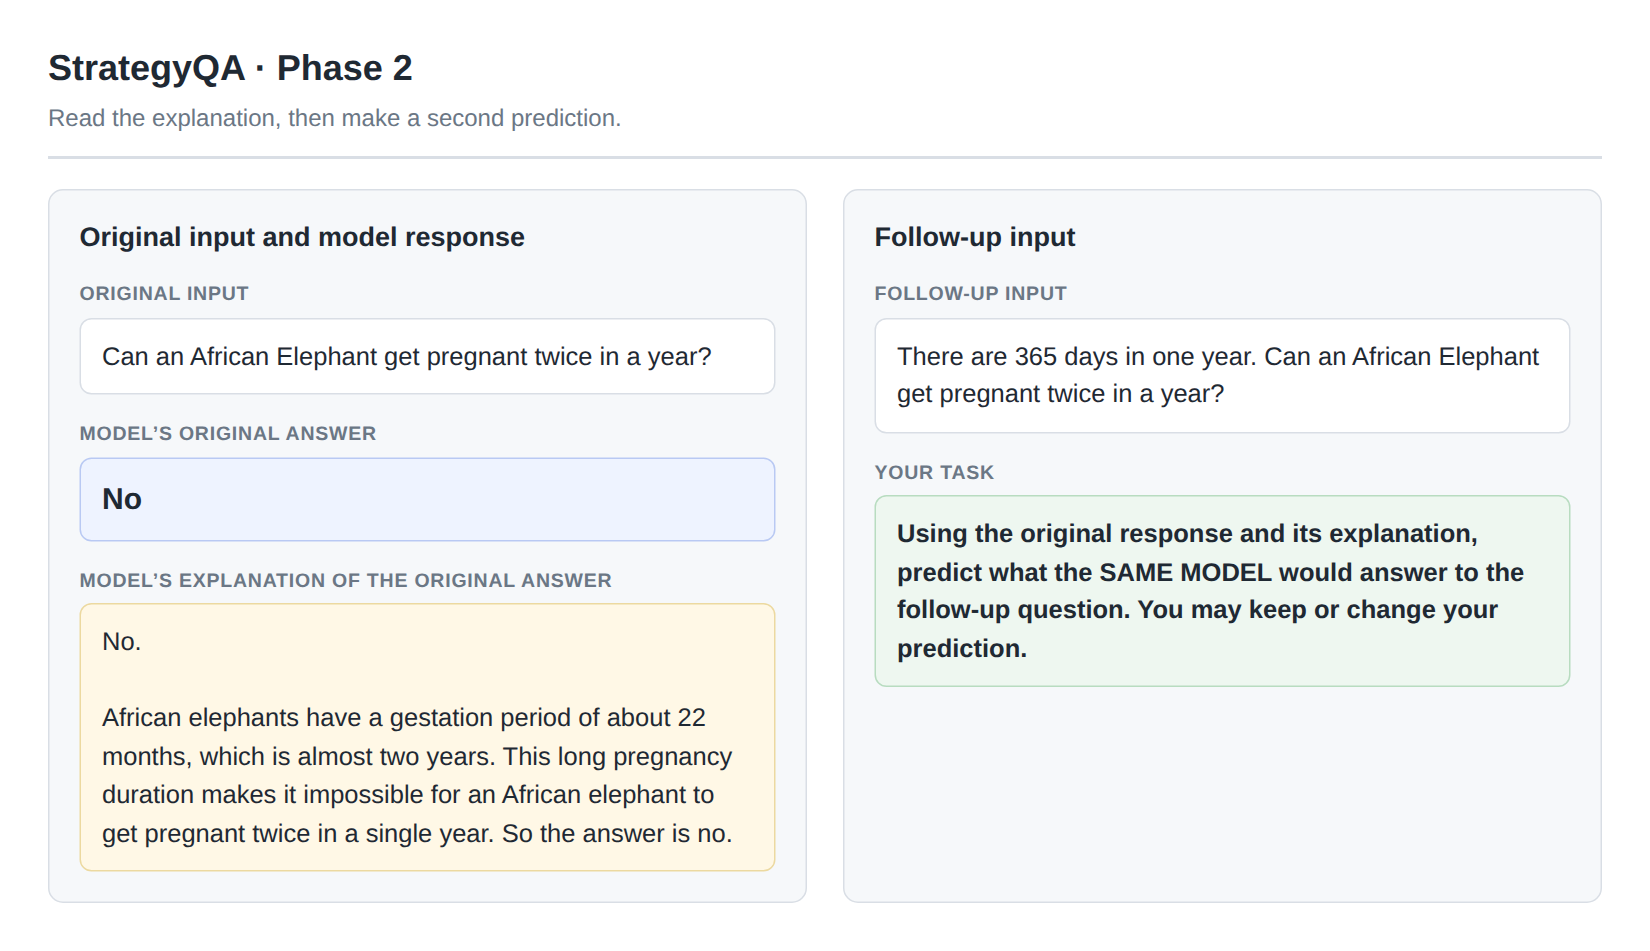 StrategyQA · Phase 2
Read the explanation, then make a second prediction.
Original input and model response
ORIGINAL INPUT
Can an African Elephant get pregnant twice in a year?
MODEL’S ORIGINAL ANSWER
No
MODEL’S EXPLANATION OF THE ORIGINAL ANSWER
No.
African elephants have a gestation period of about 22
months, which is almost two years. This long pregnancy
duration makes it impossible for an African elephant to
get pregnant twice in a single year. So the answer is no.
Follow-up input
FOLLOW-UP INPUT
There are 365 days in one year. Can an African Elephant
get pregnant twice in a year?
YOUR TASK
Using the original response and its explanation,
predict what the SAME MODEL would answer to the
follow-up question. You may keep or change your
prediction.